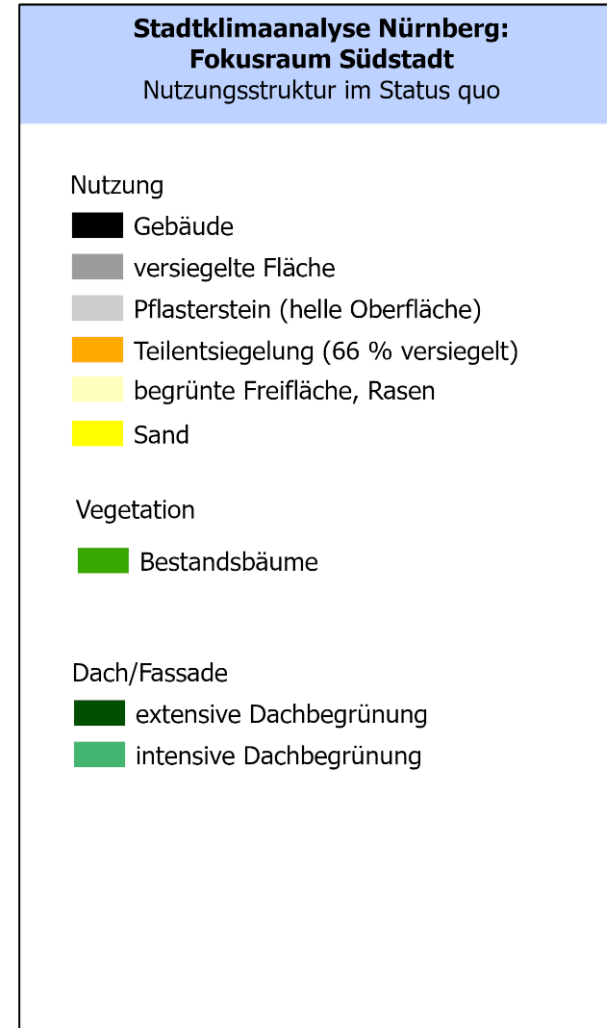 Stadtklimaanalyse Nürnberg:
Fokusraum Südstadt
Nutzungsstruktur im Status quo
Nutzung
Gebäude
versiegelte Fläche
Pflasterstein (helle Oberfläche)
Teilentsiegelung (66 % versiegelt)
begrünte Freifläche, Rasen
Sand
Vegetation
Bestandsbäume
Dach/Fassade
extensive Dachbegrünung
intensive Dachbegrünung